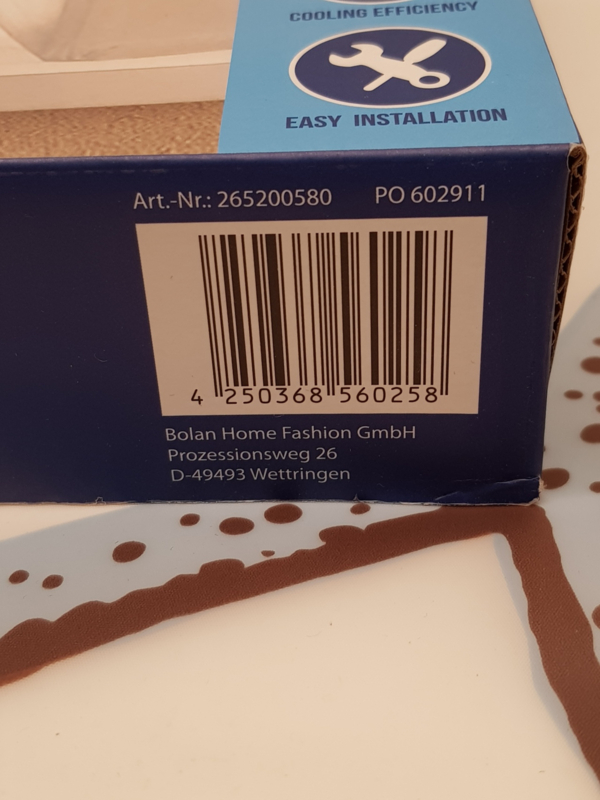 COOLING EFFICIENCY
EASY INSTALLATION
Art.-Nr.: 265200580 PO 602911
4 250368 560258
Bolan Home Fashion GmbH
Prozessionsweg 26
D-49493 Wettringen